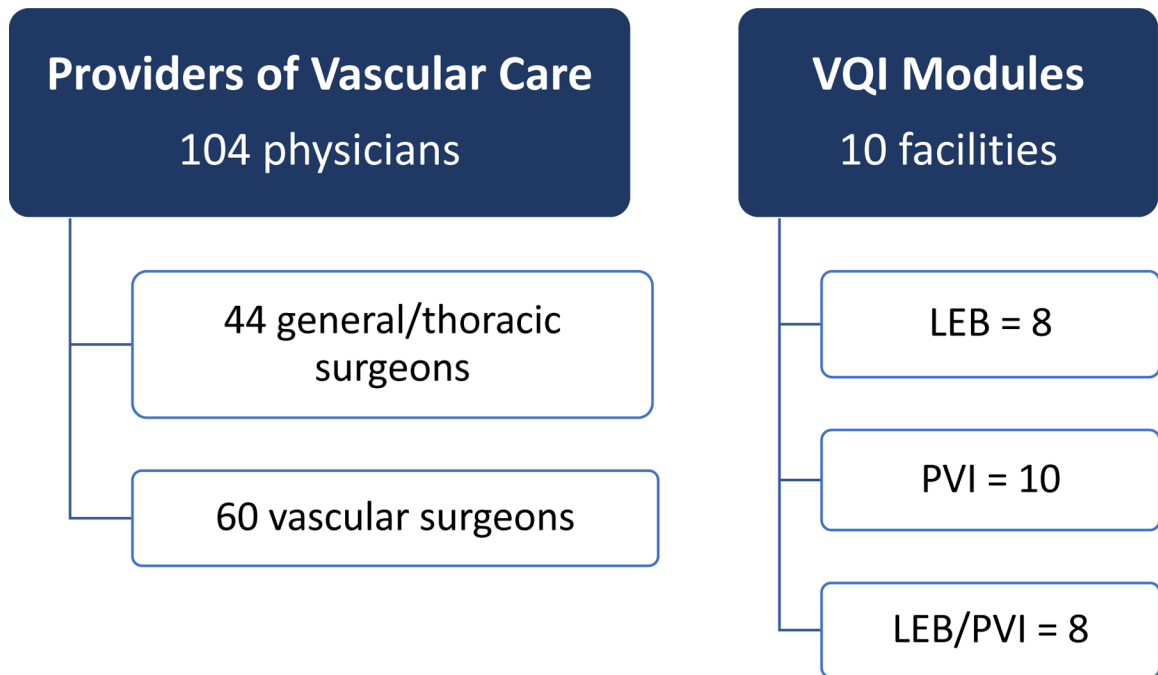 Providers of Vascular Care
104 physicians
44 general/thoracic
surgeons
60 vascular surgeons
VQI Modules
10 facilities
LEB = 8
PVI = 10
LEB/PVI = 8